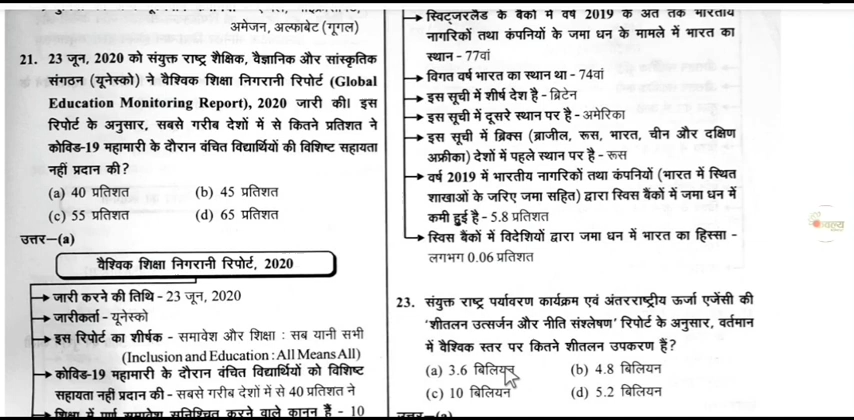 अमेजन, अल्फाबेट (गूगल)
21. 23 जून, 2020 को संयुक्त राष्ट्र शैक्षिक, वैज्ञानिक और सांस्कृतिक
संगठन (यूनेस्को) ने वैश्विक शिक्षा निगरानी रिपोर्ट (Global
Education Monitoring Report), 2020 जारी की। इस
रिपोर्ट के अनुसार, सबसे गरीब देशों में से कितने प्रतिशत ने
कोविड-19 महामारी के दौरान वंचित विद्यार्थियों की विशिष्ट सहायता
नहीं प्रदान की?
(a) 40 प्रतिशत (b) 45 प्रतिशत
(c) 55 प्रतिशत (d) 65 प्रतिशत
उत्तर—(a)
वैश्विक शिक्षा निगरानी रिपोर्ट, 2020
जारी करने की तिथि - 23 जून, 2020
जारीकर्ता - यूनेस्को
इस रिपोर्ट का शीर्षक - समावेश और शिक्षा : सब यानी सभी
(Inclusion and Education : All Means All)
कोविड-19 महामारी के दौरान वंचित विद्यार्थियों को विशिष्ट
सहायता नहीं प्रदान की - सबसे गरीब देशों में से 40 प्रतिशत ने
शिक्षा में पूर्ण समावेश सुनिश्चित करने वाले कानून हैं - 10
स्विट्जरलैंड के बैंकों में वर्ष 2019 के अंत तक भारतीय
नागरिकों तथा कंपनियों के जमा धन के मामले में भारत का
स्थान - 77वां
विगत वर्ष भारत का स्थान था - 74वां
इस सूची में शीर्ष देश है - ब्रिटेन
इस सूची में दूसरे स्थान पर है - अमेरिका
इस सूची में ब्रिक्स (ब्राजील, रूस, भारत, चीन और दक्षिण
अफ्रीका) देशों में पहले स्थान पर है - रूस
वर्ष 2019 में भारतीय नागरिकों तथा कंपनियों (भारत में स्थित
शाखाओं के जरिए जमा सहित) द्वारा स्विस बैंकों में जमा धन में
कमी हुई है - 5.8 प्रतिशत
स्विस बैंकों में विदेशियों द्वारा जमा धन में भारत का हिस्सा -
लगभग 0.06 प्रतिशत
23. संयुक्त राष्ट्र पर्यावरण कार्यक्रम एवं अंतरराष्ट्रीय ऊर्जा एजेंसी की
'शीतलन उत्सर्जन और नीति संश्लेषण' रिपोर्ट के अनुसार, वर्तमान
में वैश्विक स्तर पर कितने शीतलन उपकरण हैं?
(a) 3.6 बिलियन (b) 4.8 बिलियन
(c) 10 बिलियन (d) 5.2 बिलियन